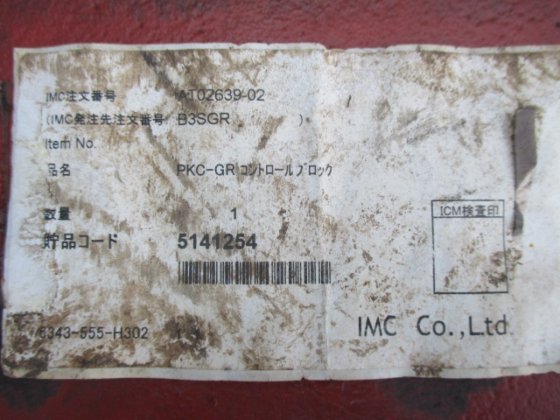 IMC注文番号 AT02639-02
(IMC発注先注文番号 B3SGR )
Item No.
品名 PKC-GR コントロールブロック
数量 1
貯品コード 5141254
ICM検査印
IMC Co.,Ltd.
6343-555-H302